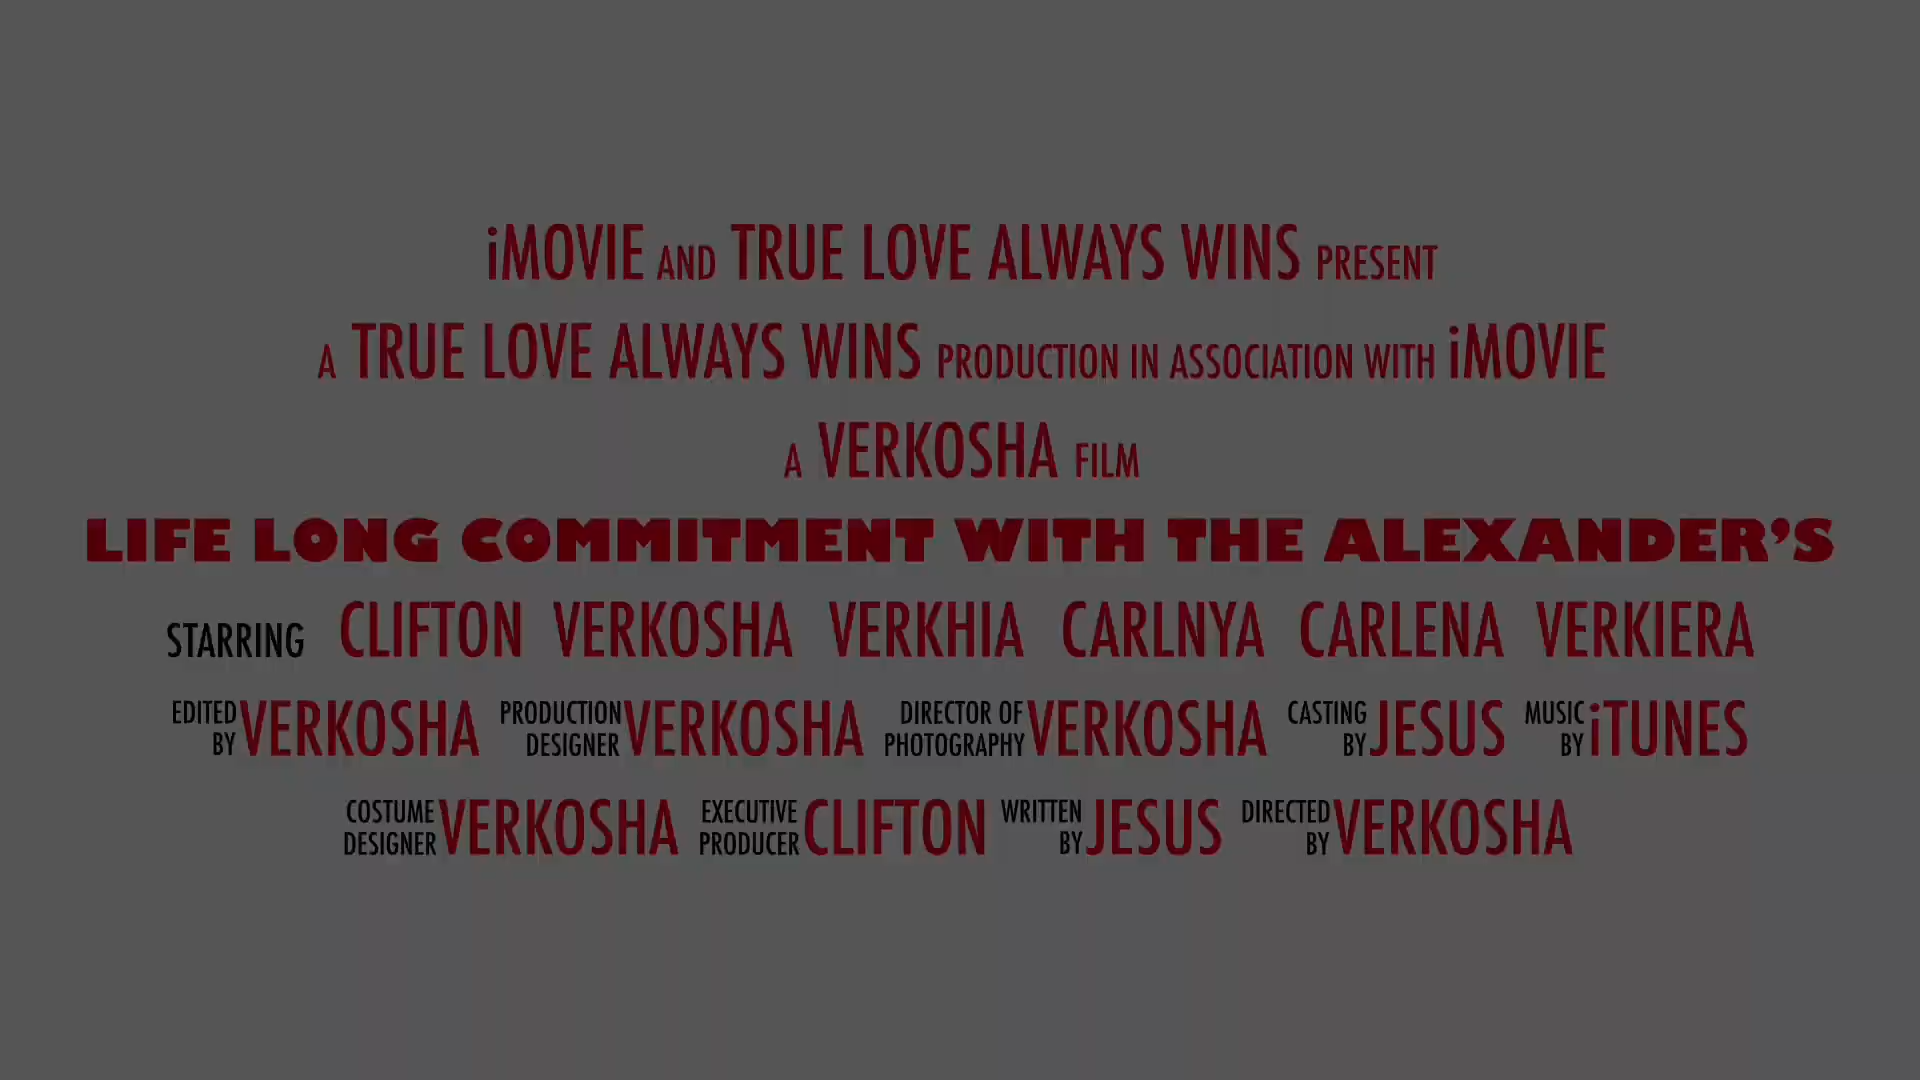 iMOVIE AND TRUE LOVE ALWAYS WINS PRESENT
A TRUE LOVE ALWAYS WINS PRODUCTION IN ASSOCIATION WITH iMOVIE
A VERKOSHA FILM
LIFE LONG COMMITMENT WITH THE ALEXANDER’S
STARRING CLIFTON VERKOSHA VERKHIA CARLNYA CARLENA VERKIERA
EDITED BY VERKOSHA PRODUCTION DESIGNER VERKOSHA DIRECTOR OF PHOTOGRAPHY VERKOSHA CASTING BY JESUS MUSIC BY iTUNES
COSTUME DESIGNER VERKOSHA EXECUTIVE PRODUCER CLIFTON WRITTEN BY JESUS DIRECTED BY VERKOSHA